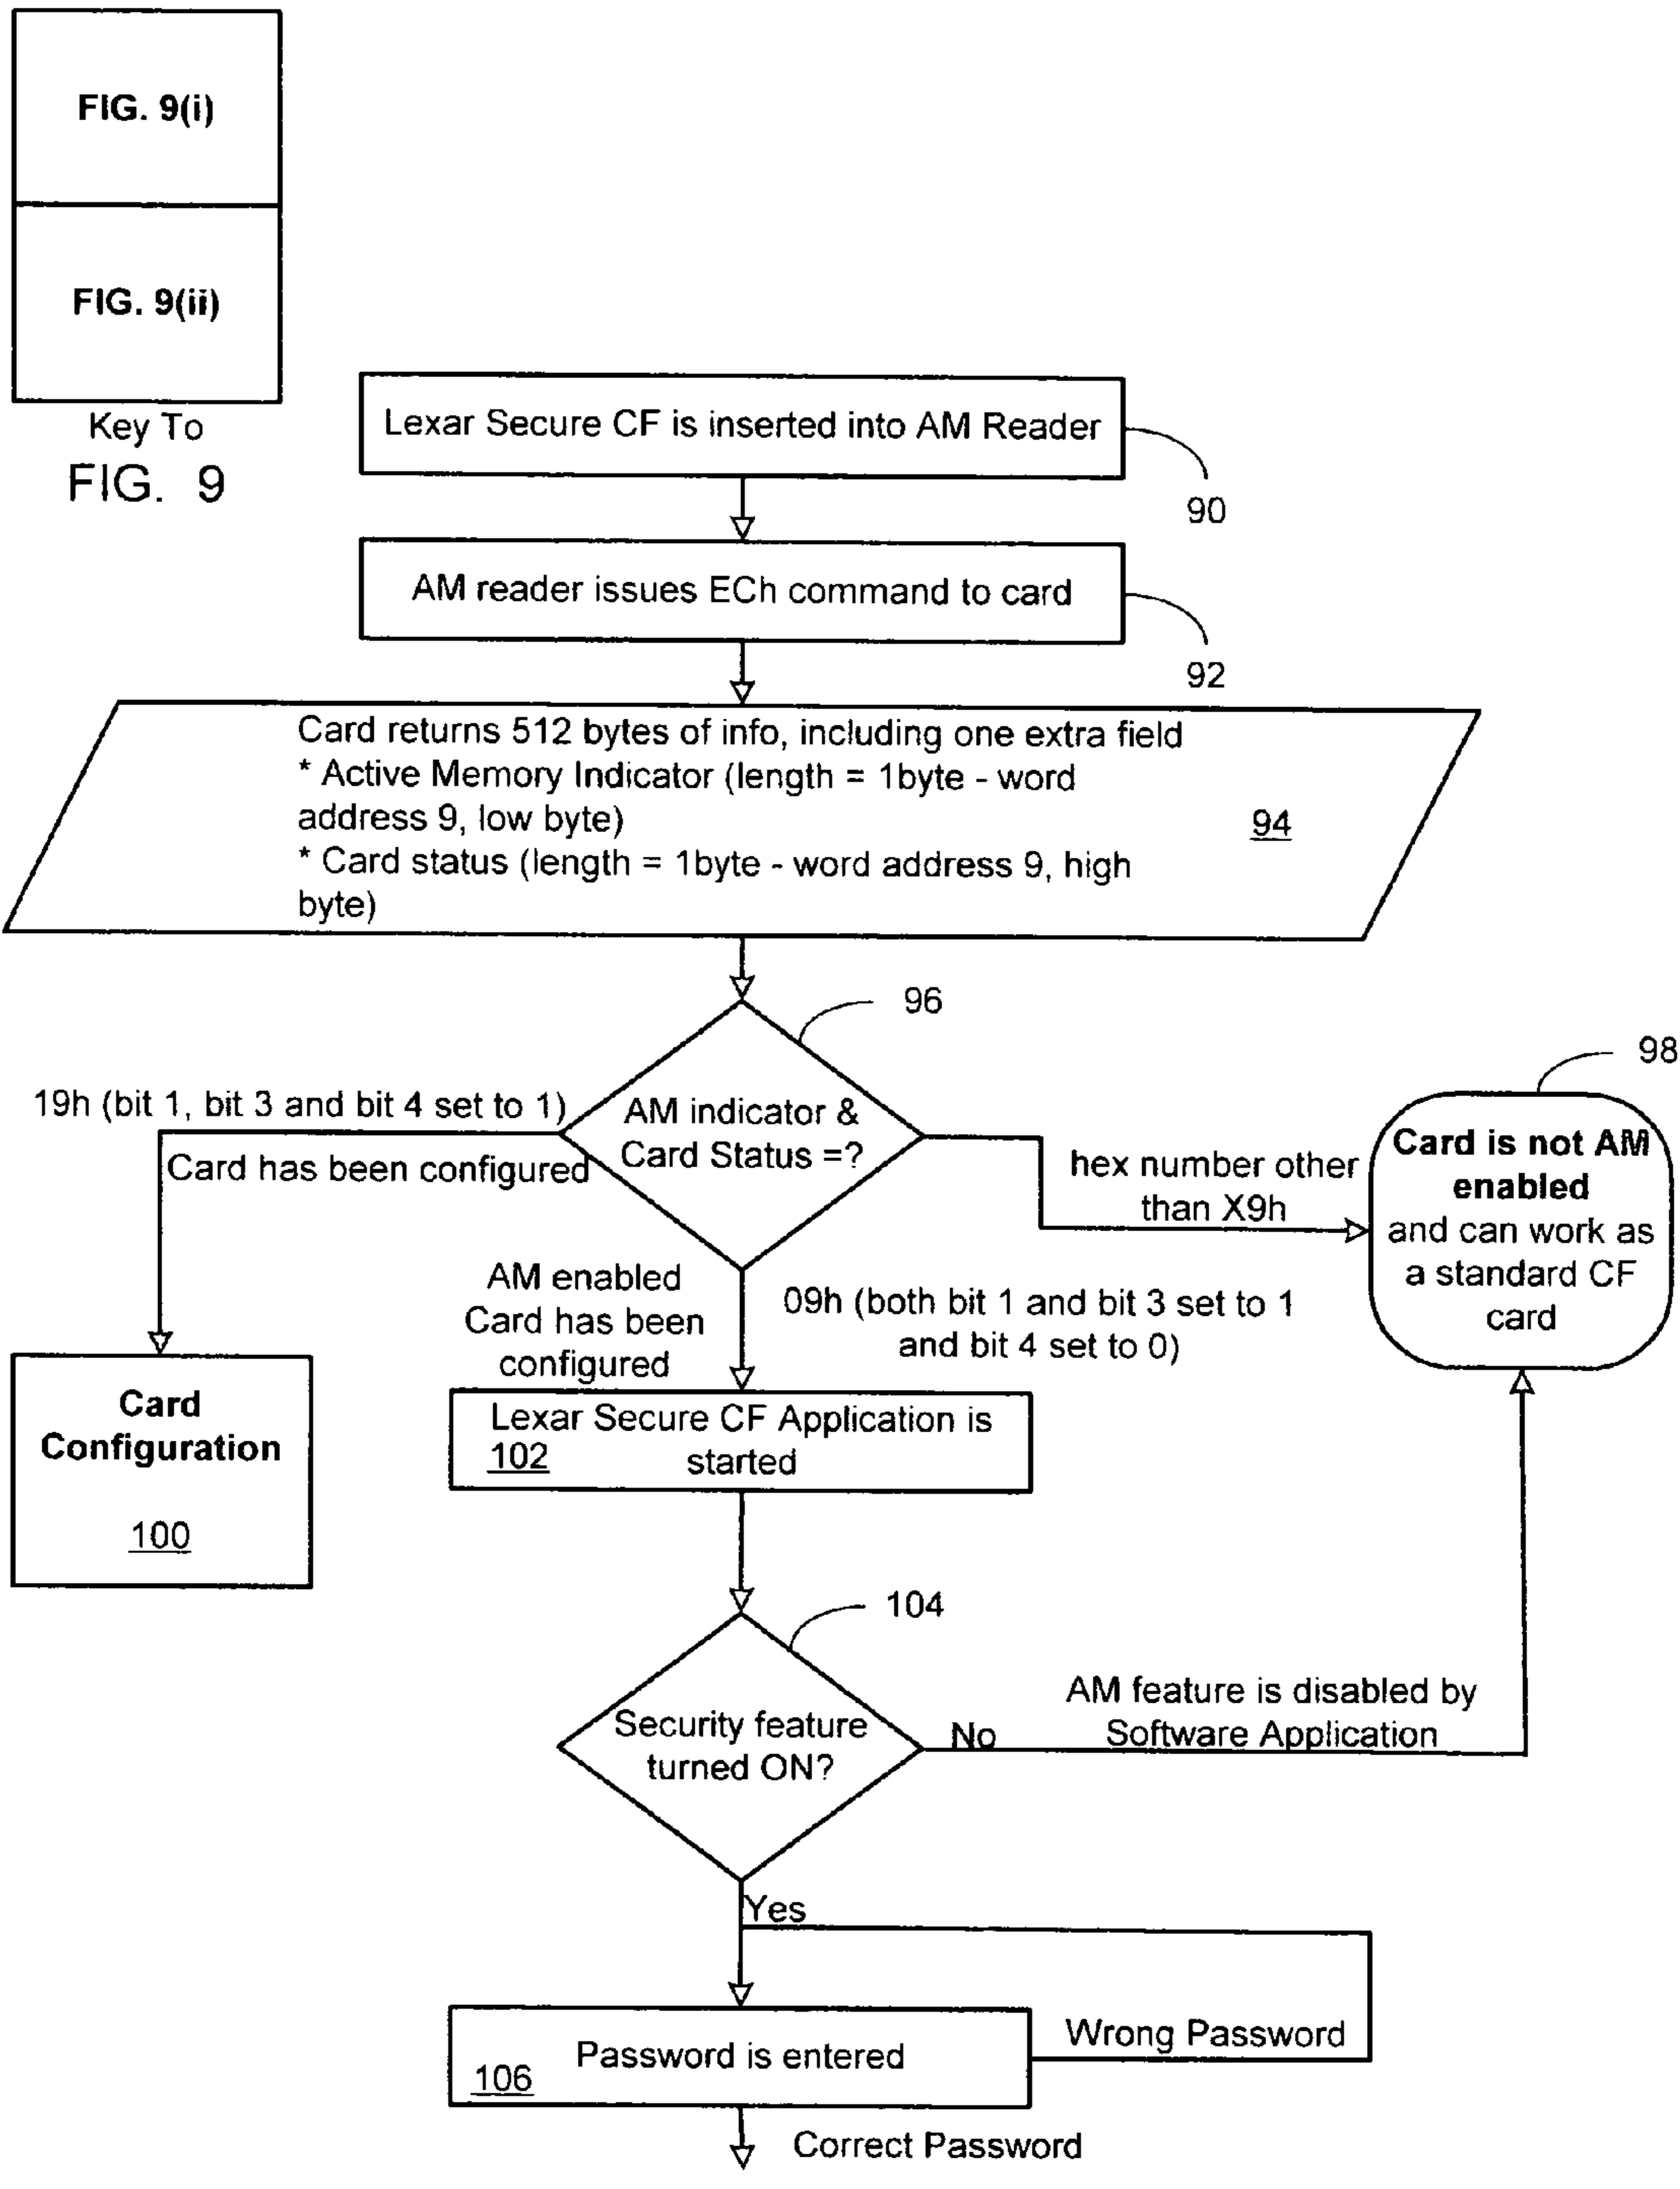 FIG. 9(i)
FIG. 9(ii)
Key To
FIG. 9
Lexar Secure CF is inserted into AM Reader
90
AM reader issues ECh command to card
92
Card returns 512 bytes of info, including one extra field
* Active Memory Indicator (length = 1byte - word
address 9, low byte)
* Card status (length = 1byte - word address 9, high
byte)
94
96
AM indicator &
Card Status =?
19h (bit 1, bit 3 and bit 4 set to 1)
Card has been configured
hex number other
than X9h
98
Card is not AM
enabled
and can work as
a standard CF
card
AM enabled
Card has been
configured
09h (both bit 1 and bit 3 set to 1
and bit 4 set to 0)
Card
Configuration
100
Lexar Secure CF Application is
102 started
104
Security feature
turned ON?
No
AM feature is disabled by
Software Application
Yes
Password is entered
106
Wrong Password
Correct Password